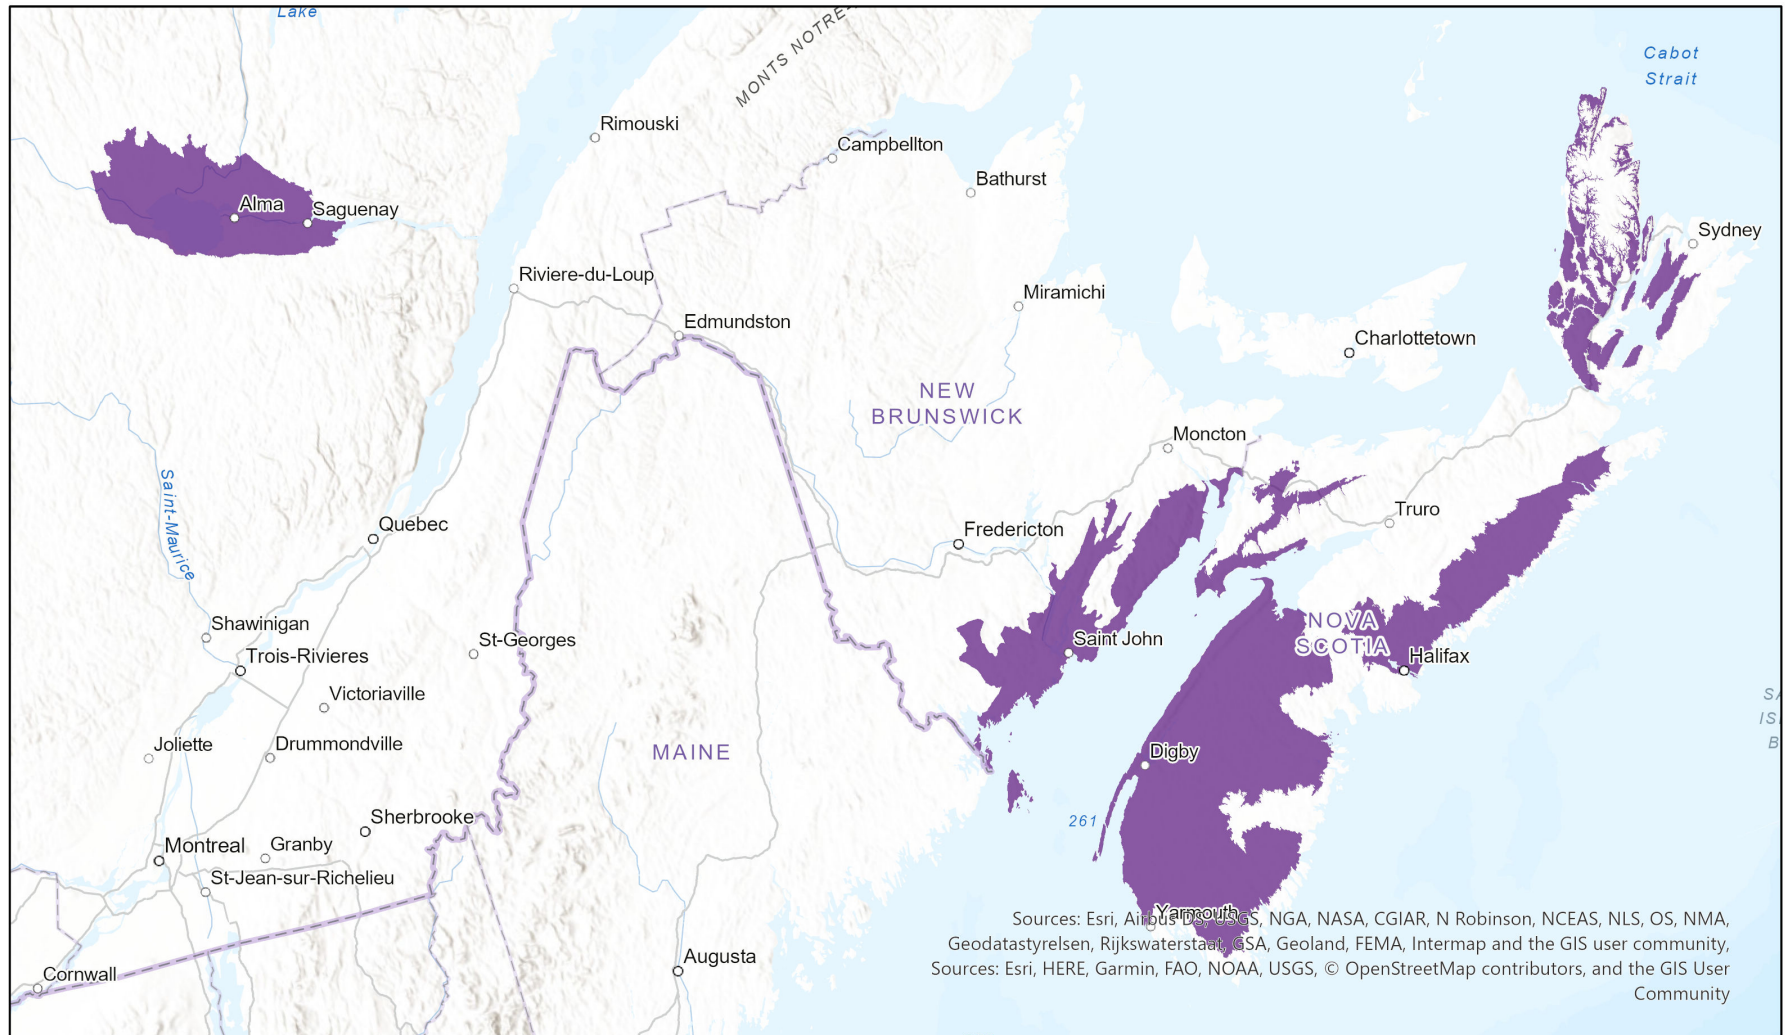 Lake
MONTS NOTRE-
Cabot
Strait
Rimouski
Campbellton
Bathurst
Alma
Saguenay
Sydney
Riviere-du-Loup
Miramichi
Edmundston
Charlottetown
NEW
BRUNSWICK
Moncton
Saint-Maurice
Quebec
Fredericton
Truro
Shawinigan
St-Georges
Saint John
NOVA
SCOTIA
Halifax
Trois-Rivieres
Victoriaville
Joliette
Drummondville
MAINE
Digby
SA
ISL
B
261
Sherbrooke
Montreal
Granby
St-Jean-sur-Richelieu
Yarmouth
Augusta
Cornwall
Sources: Esri, Airbus DS, USGS, NGA, NASA, CGIAR, N Robinson, NCEAS, NLS, OS, NMA,
Geodatastyrelsen, Rijkswaterstaat, GSA, Geoland, FEMA, Intermap and the GIS user community,
Sources: Esri, HERE, Garmin, FAO, NOAA, USGS, © OpenStreetMap contributors, and the GIS User
Community